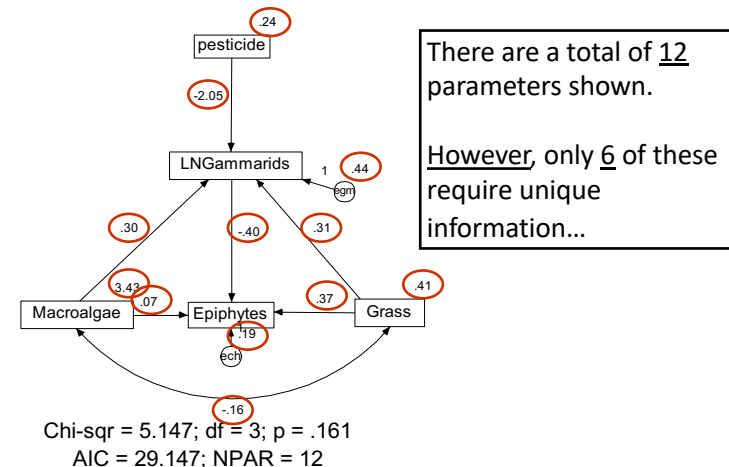 .24
pesticide
-2.05
LNGammarids
1
.44
egm
.30
-.40
.31
3.43
.07
.37
.41
Macroalgae
Epiphytes
Grass
1
.19
ech
-.16
Chi-sqr = 5.147; df = 3; p = .161
AIC = 29.147; NPAR = 12
There are a total of 12
parameters shown.
However, only 6 of these
require unique
information…